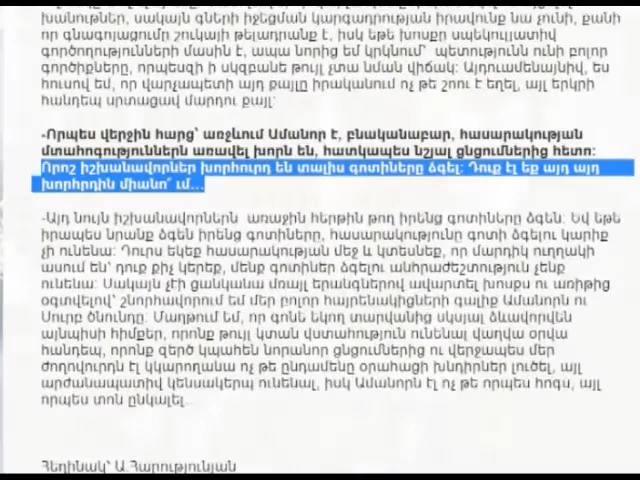 խանութներ, սակայն գների իջեցման կարգադրության իրավունք նա չունի, քանի
որ գնագոյացումը շուկայի թելադրանք է, իսկ եթե խոսքը սպեկուլյատիվ
գործողությունների մասին է, ապա նորից եմ կրկնում՝ պետությունն ունի բոլոր
գործիքները, որպեսզի ի սկզբանե թույլ չտա նման վիճակ: Այդուամենայնիվ, ես
հուսով եմ, որ վարչապետի այդ քայլը իրականում ոչ թե շոու է եղել, այլ երկրի
հանդեպ սրտացավ մարդու քայլ:
-Որպես վերջին հարց՝ առջևում Ամանոր է, բնականաբար, հասարակության
մտահոգություններն առավել խորն են, հատկապես նշյալ ցնցումներից հետո:
Որոշ իշխանավորներ խորհուրդ են տալիս գոտիները ձգել: Դուք էլ եք այդ այդ
խորհրդին միանո՞ւմ...
-Այդ նույն իշխանավորներն առաջին հերթին թող իրենց գոտիները ձգեն: Եվ եթե
իրապես նրանք ձգեն իրենց գոտիները, հասարակությունը գոտի ձգելու կարիք
չի ունենա: Դուրս եկեք հասարակության մեջ և կտեսնեք, որ մարդիկ ուղղակի
ասում են՝ դուք քիչ կերեք, մենք գոտիներ ձգելու անհրաժեշտություն չենք
ունենա: Սակայն չէի ցանկանա մռայլ երանգներով ավարտել խոսքս ու առիթից
օգտվելով՝ շնորհավորում եմ մեր բոլոր հայրենակիցների գալիք Ամանորն ու
Սուրբ ծնունդը: Մաղթում եմ, որ գոնե եկող տարվանից սկսյալ ձևավորվեն
այնպիսի հիմքեր, որոնք թույլ կտան վստահություն ունենալ վաղվա օրվա
հանդեպ, որոնք զերծ կպահեն նորանոր ցնցումներից ու վերջապես մեր
ժողովուրդն էլ կկարողանա ոչ թե ընդամենը օրահացի խնդիրներ լուծել, այլ
արժանապատիվ կենսակերպ ունենալ, իսկ Ամանորն էլ ոչ թե որպես հոգս, այլ
որպես տոն ընկալել...
Հեղինակ՝ Ա.Հարությունյան